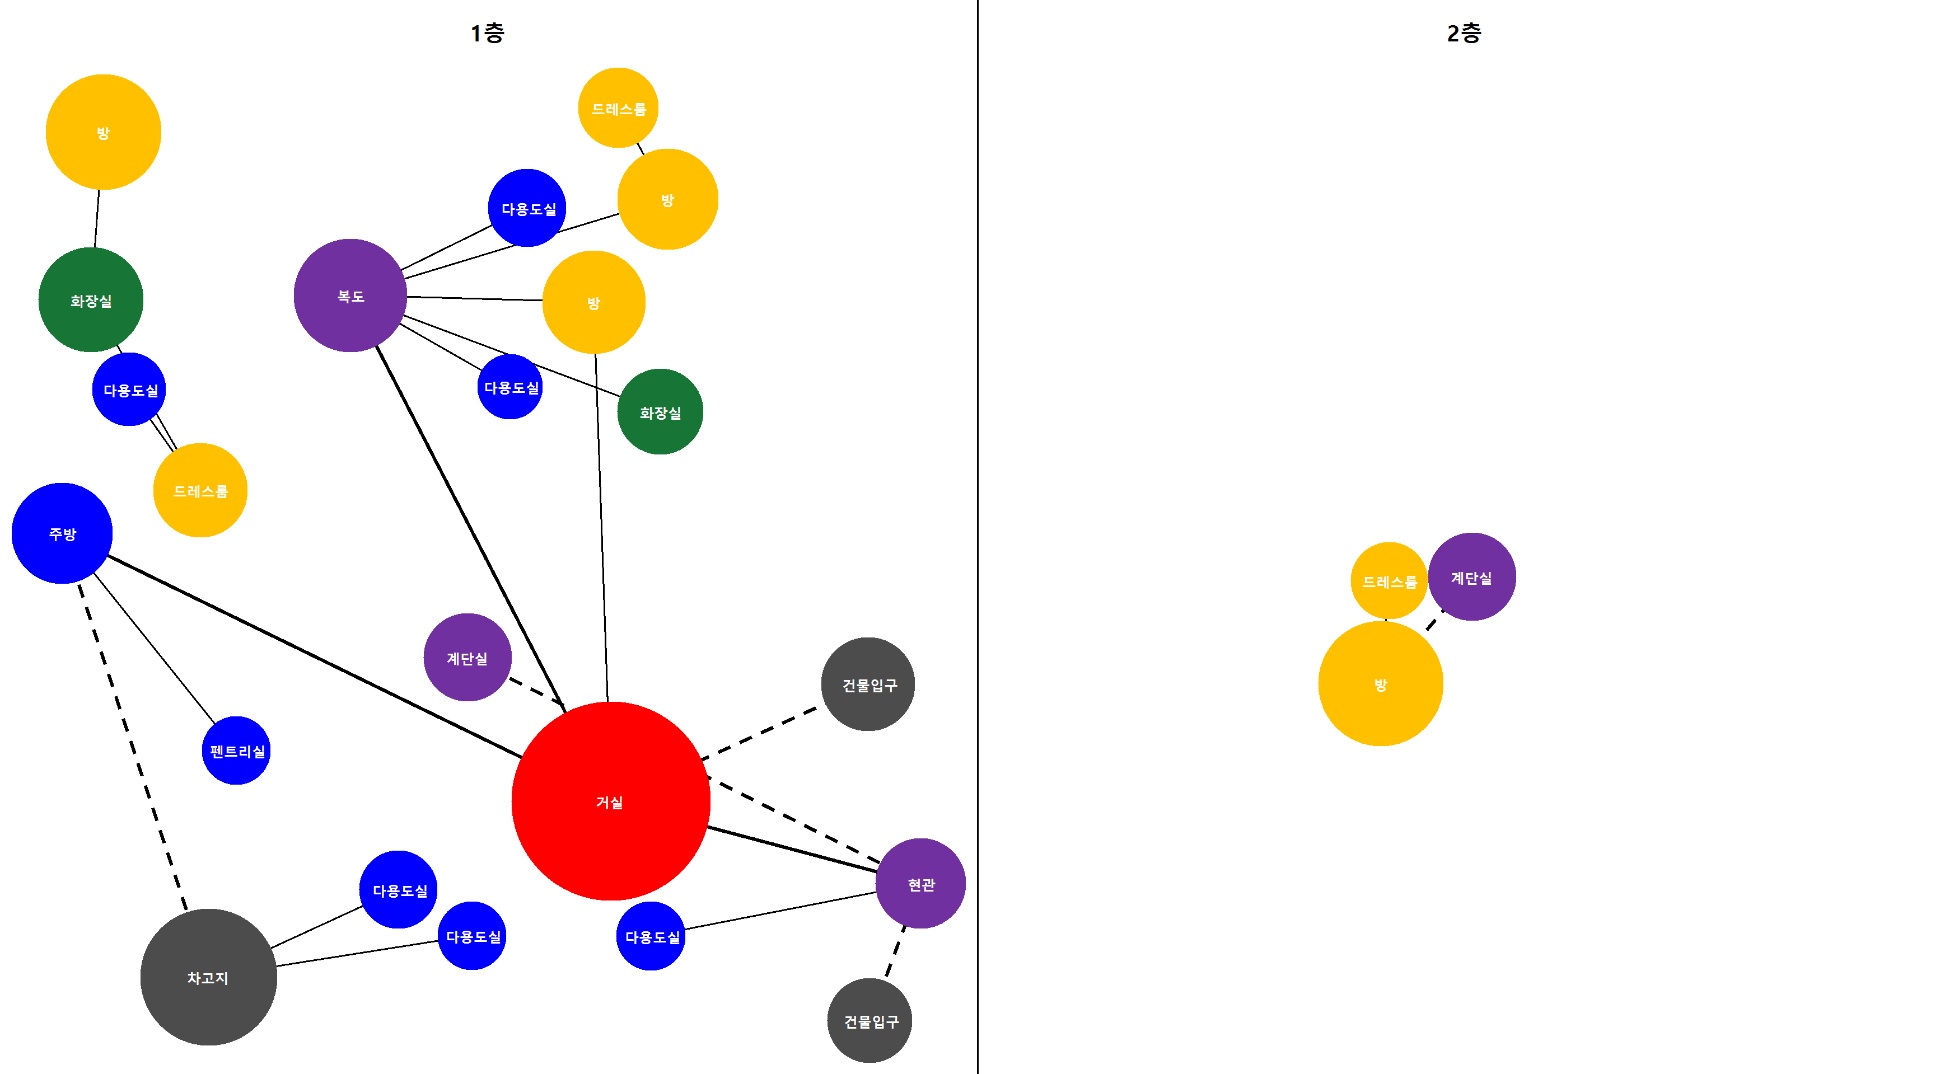 1층
2층
드레스룸
방
방
다용도실
복도
화장실
방
다용도실
다용도실
화장실
드레스룸
주방
드레스룸
계단실
계단실
건물입구
방
펜트리실
거실
현관
다용도실
다용도실
다용도실
차고지
건물입구